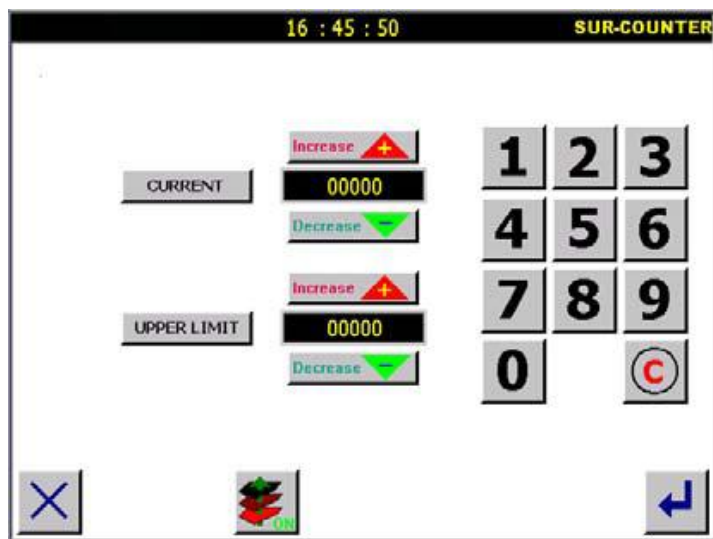 16 : 45 : 50 SUR-COUNTER
Increase +
CURRENT 00000
Decrease -
Increase +
UPPER LIMIT 00000
Decrease -
1 2 3
4 5 6
7 8 9
0 C
ON